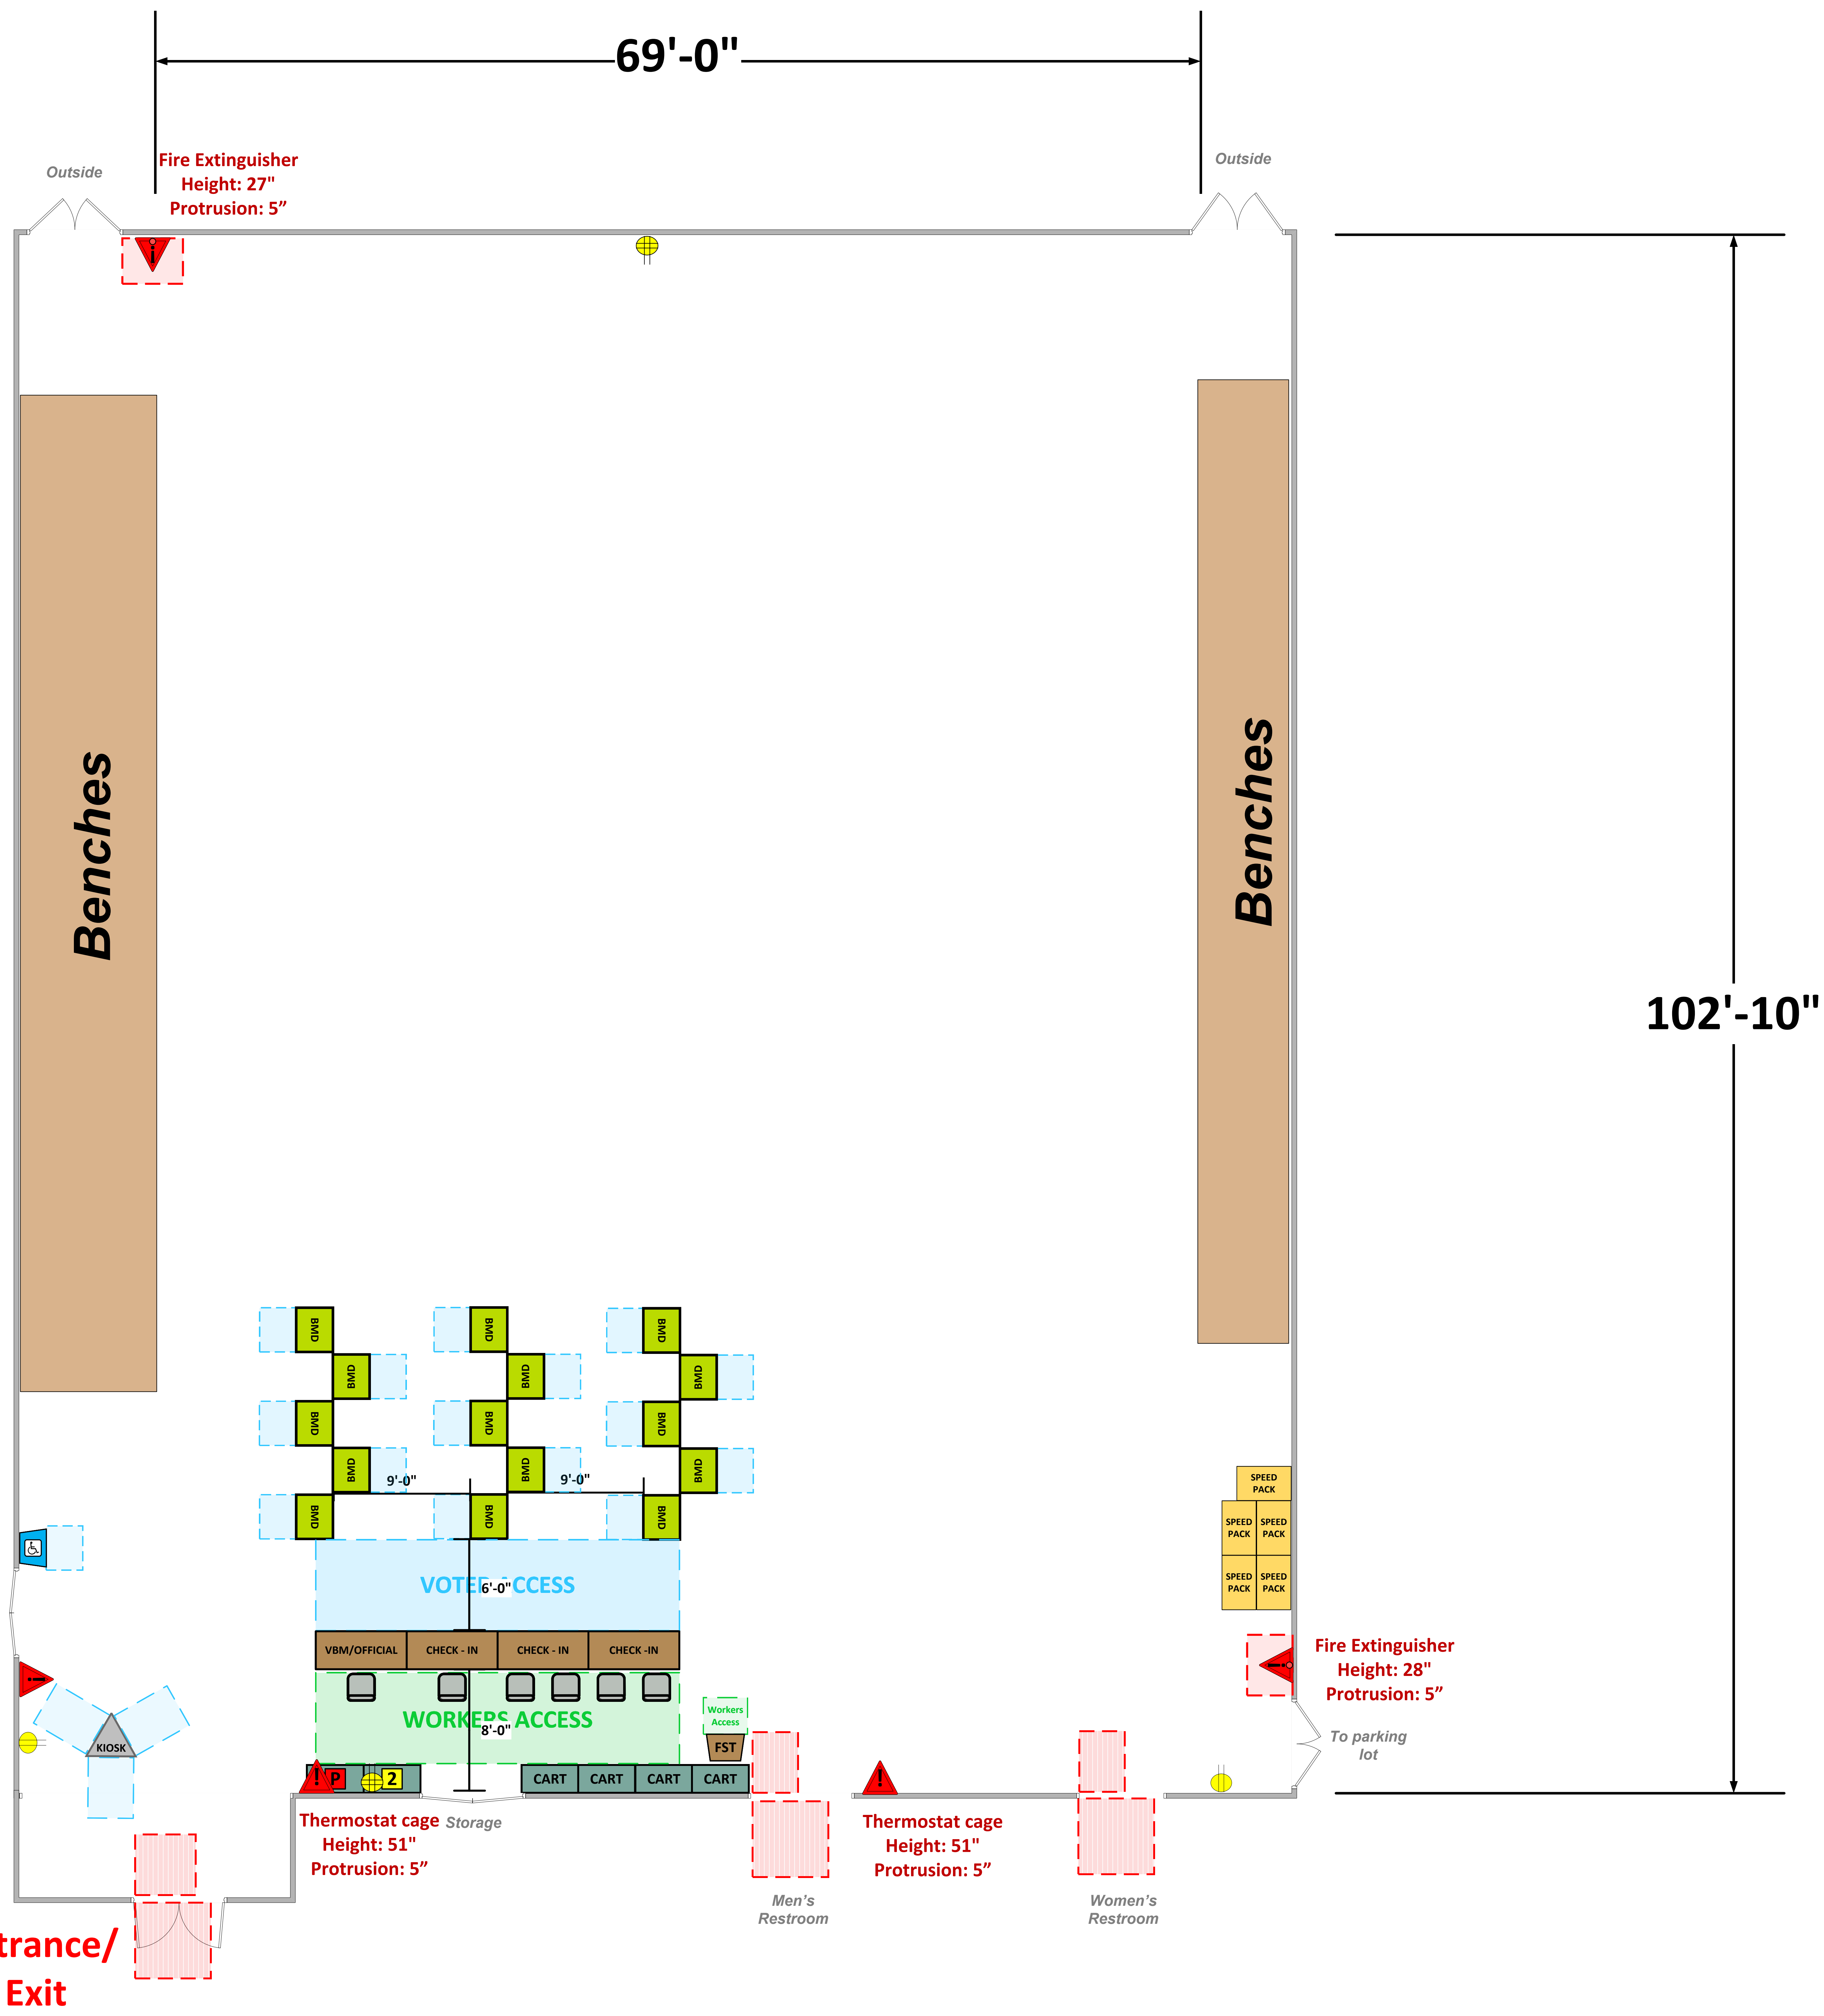 69'-0"
Outside
Fire Extinguisher
Height: 27"
Protrusion: 5”
Outside
Benches
Benches
102'-10"
BMD
BMD
BMD
BMD
BMD
BMD
BMD
BMD
BMD
BMD
BMD
BMD
9'-0"
9'-0"
BMD
BMD
BMD
SPEED
PACK
SPEED
PACK
SPEED
PACK
SPEED
PACK
SPEED
PACK
VOTER ACCESS
6'-0"
VBM/OFFICIAL
CHECK - IN
CHECK - IN
CHECK -IN
Fire Extinguisher
Height: 28"
Protrusion: 5”
WORKERS ACCESS
8'-0"
Workers
Access
FST
KIOSK
To parking
lot
!
P
2
CART
CART
CART
CART
!
Thermostat cage
Height: 51"
Protrusion: 5”
Storage
Thermostat cage
Height: 51"
Protrusion: 5”
Men’s
Restroom
Women’s
Restroom
trance/
Exit